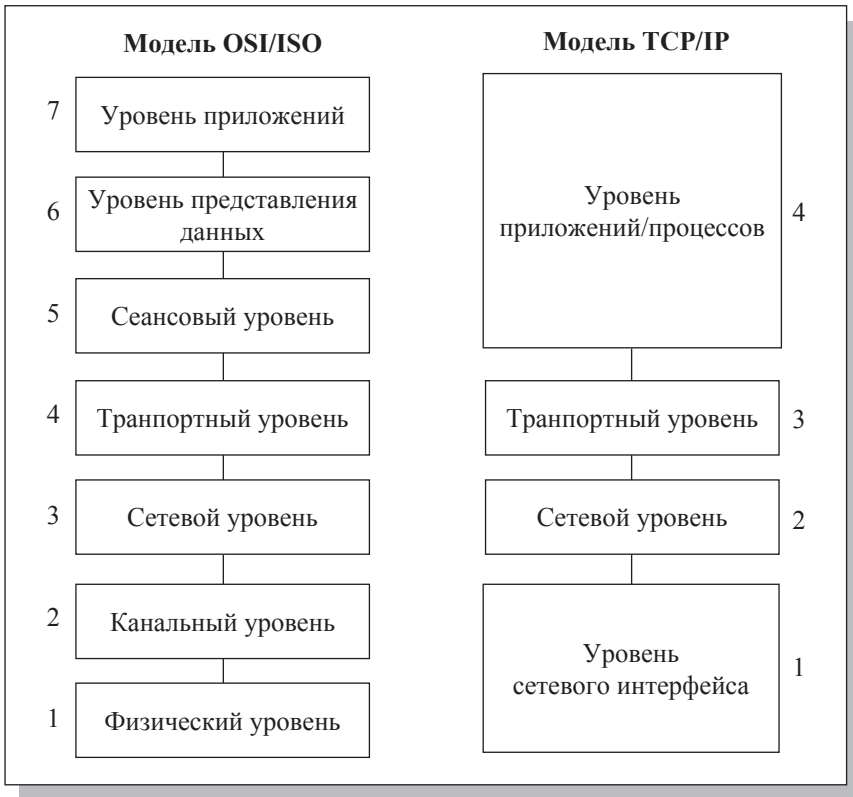 Модель OSI/ISO
7
Уровень приложений
6
Уровень представления
данных
5
Сеансовый уровень
4
Транпортный уровень
3
Сетевой уровень
2
Канальный уровень
1
Физический уровень
Модель TCP/IP
Уровень
приложений/процессов
4
Транпортный уровень
3
Сетевой уровень
2
Уровень
сетевого интерфейса
1